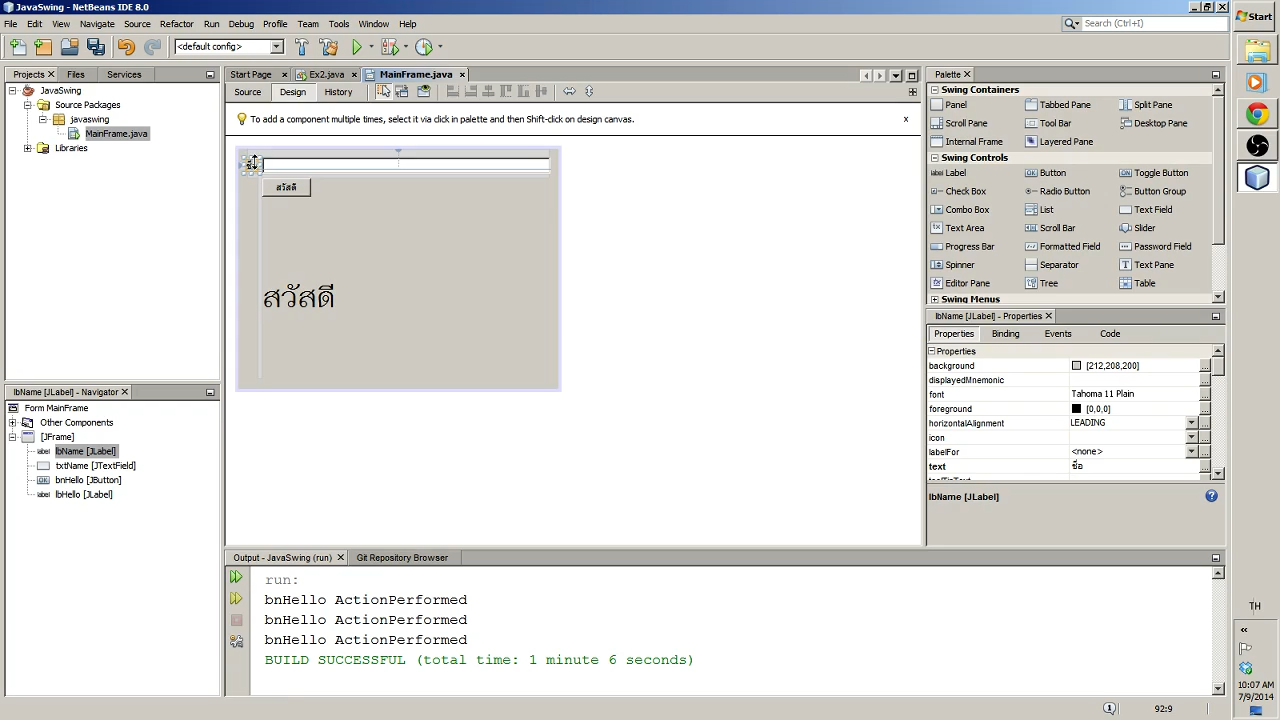 JavaSwing - NetBeans IDE 8.0
File Edit View Navigate Source Refactor Run Debug Profile Team Tools Window Help
Search (Ctrl+I)
Start
<default config>
Projects Files Services
Start Page Ex2.java MainFrame.java
Palette
JavaSwing
Source Packages
javaswing
MainFrame.java
Libraries
Source Design History
To add a component multiple times, select it via click in palette and then Shift-click on design canvas.
x
สวัสดี
สวัสดี
Swing Containers
Panel Tabbed Pane Split Pane
Scroll Pane Tool Bar Desktop Pane
Internal Frame Layered Pane
Swing Controls
Label Button Toggle Button
Check Box Radio Button Button Group
Combo Box List Text Field
Text Area Scroll Bar Slider
Progress Bar Formatted Field Password Field
Spinner Separator Text Pane
Editor Pane Tree Table
Swing Menus
lbName [JLabel] - Properties
Properties Binding Events Code
Properties
background [212,208,200] ...
displayedMnemonic ...
font Tahoma 11 Plain ...
foreground [0,0,0] ...
horizontalAlignment LEADING ...
icon ...
labelFor <none> ...
text ชื่อ ...
lbName [JLabel]
lbName [JLabel] - Navigator
Form MainFrame
Other Components
[JFrame]
lbName [JLabel]
txtName [JTextField]
bnHello [JButton]
lbHello [JLabel]
Output - JavaSwing (run) Git Repository Browser
run:
bnHello ActionPerformed
bnHello ActionPerformed
bnHello ActionPerformed
BUILD SUCCESSFUL (total time: 1 minute 6 seconds)
TH
10:07 AM
7/9/2014
92:9